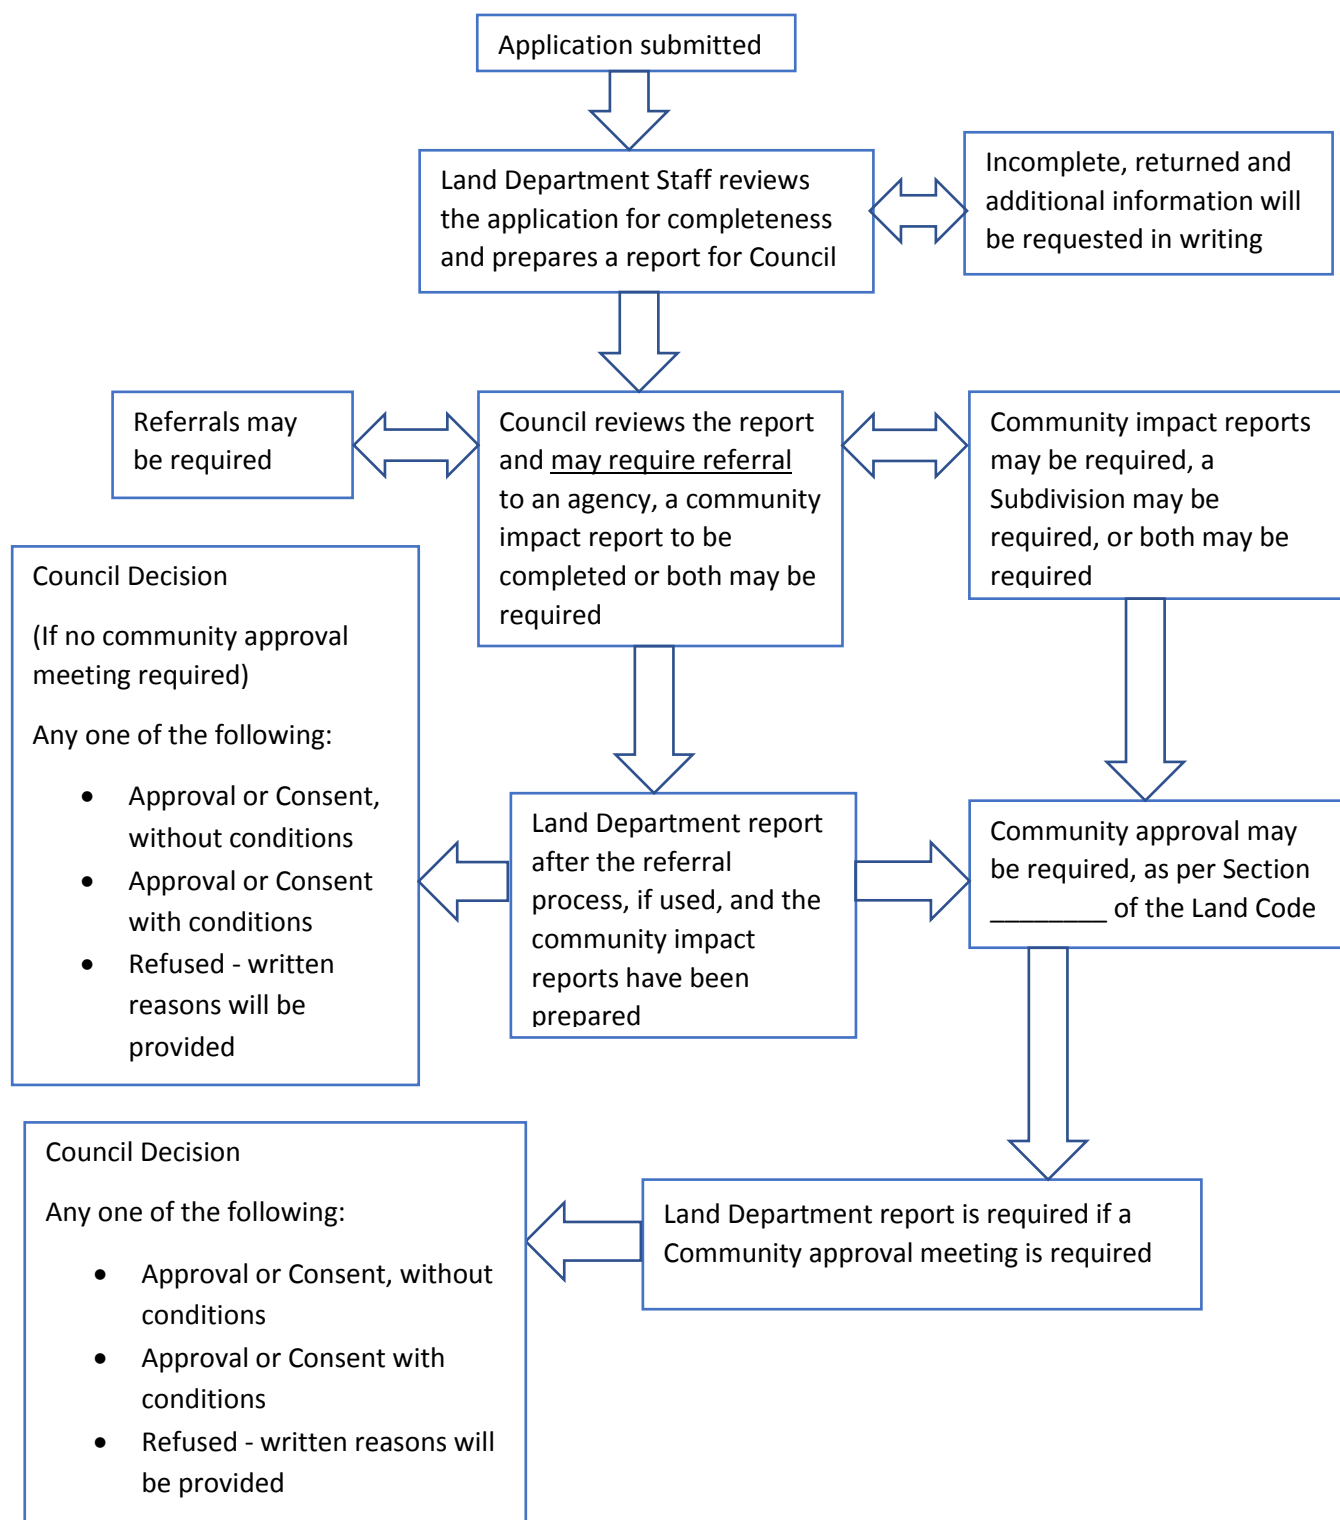 Application submitted
Land Department Staff reviews
the application for completeness
and prepares a report for Council
Incomplete, returned and
additional information will
be requested in writing
Referrals may
be required
Council reviews the report
and may require referral
to an agency, a community
impact report to be
completed or both may be
required
Community impact reports
may be required, a
Subdivision may be
required, or both may be
required
Council Decision
(If no community approval
meeting required)
Any one of the following:
• Approval or Consent,
without conditions
• Approval or Consent
with conditions
• Refused - written
reasons will be
provided
Land Department report
after the referral
process, if used, and the
community impact
reports have been
prepared
Community approval may
be required, as per Section
________ of the Land Code
Land Department report is required if a
Community approval meeting is required
Council Decision
Any one of the following:
• Approval or Consent, without
conditions
• Approval or Consent with
conditions
• Refused - written reasons will
be provided